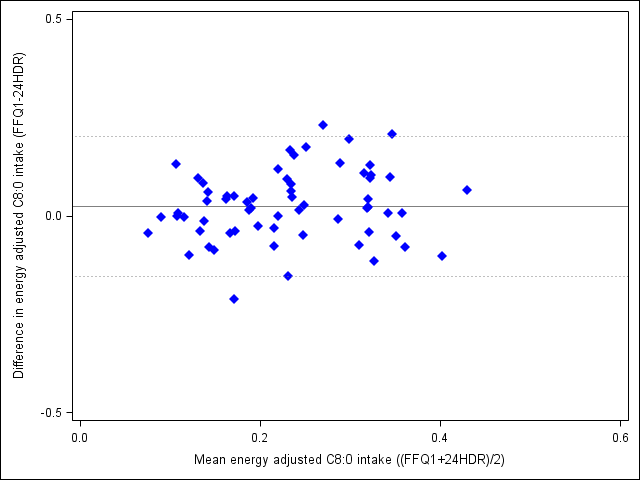 Difference in energy adjusted C8:0 intake (FFQ1-24HDR)
0.5
0.0
-0.5
0.0 0.2 0.4 0.6
Mean energy adjusted C8:0 intake ((FFQ1+24HDR)/2)